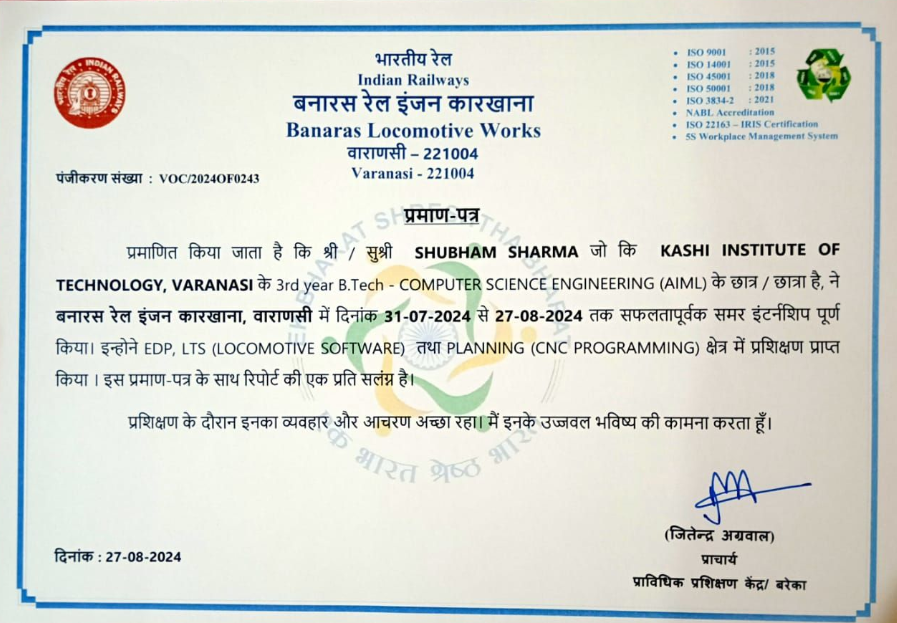 भारतीय रेल
Indian Railways
बनारस रेल इंजन कारखाना
Banaras Locomotive Works
वाराणसी – 221004
Varanasi - 221004
INDIAN RAILWAYS
भारतीय रेल
• ISO 9001 : 2015
• ISO 14001 : 2015
• ISO 45001 : 2018
• ISO 50001 : 2018
• ISO 3834-2 : 2021
• NABL Accreditation
• ISO 22163 – IRIS Certification
• 5S Workplace Management System
पंजीकरण संख्या : VOC/2024OF0243
प्रमाण-पत्र
प्रमाणित किया जाता है कि श्री / सुश्री SHUBHAM SHARMA जो कि KASHI INSTITUTE OF
TECHNOLOGY, VARANASI के 3rd year B.Tech - COMPUTER SCIENCE ENGINEERING (AIML) के छात्र / छात्रा है, ने
बनारस रेल इंजन कारखाना, वाराणसी में दिनांक 31-07-2024 से 27-08-2024 तक सफलतापूर्वक समर इंटर्नशिप पूर्ण
किया। इन्होने EDP, LTS (LOCOMOTIVE SOFTWARE) तथा PLANNING (CNC PROGRAMMING) क्षेत्र में प्रशिक्षण प्राप्त
किया । इस प्रमाण-पत्र के साथ रिपोर्ट की एक प्रति सलंग्न है।
प्रशिक्षण के दौरान इनका व्यवहार और आचरण अच्छा रहा। मैं इनके उज्जवल भविष्य की कामना करता हूँ।
EK BHARAT SHRESHTHA BHARAT
एक भारत श्रेष्ठ भारत
(जितेन्द्र अग्रवाल)
प्राचार्य
प्राविधिक प्रशिक्षण केंद्र/ बरेका
दिनांक : 27-08-2024